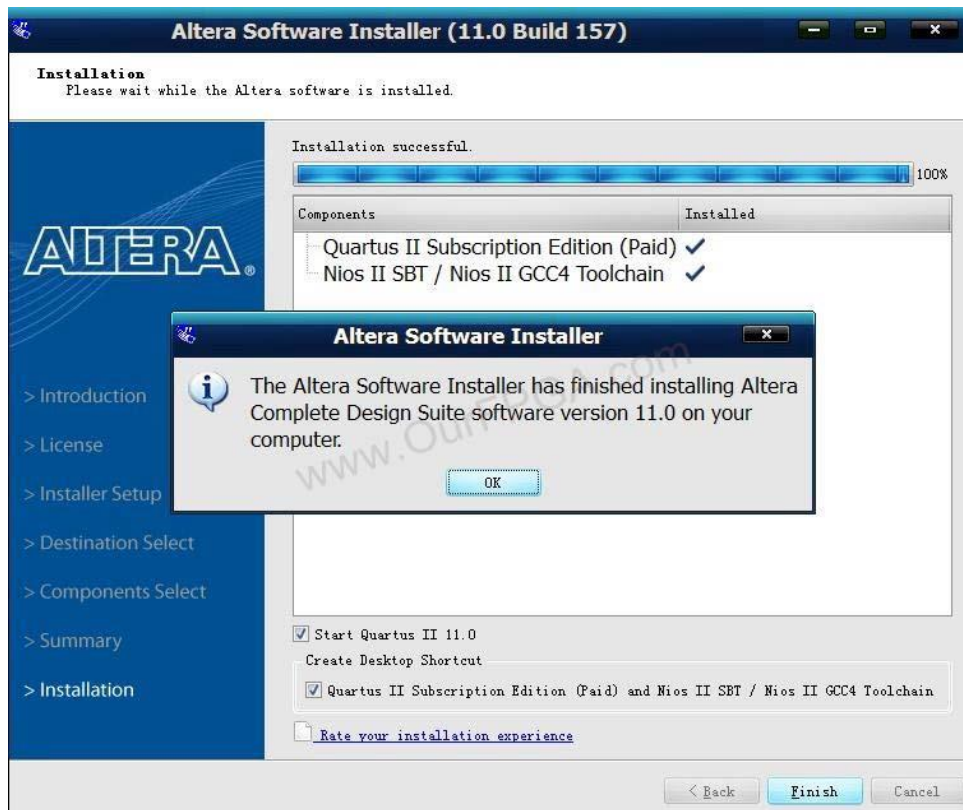 Altera Software Installer (11.0 Build 157)
Installation
Please wait while the Altera software is installed.
Installation successful.
100%
ALTERA®
Components Installed
Quartus II Subscription Edition (Paid)
Nios II SBT / Nios II GCC4 Toolchain
Altera Software Installer
The Altera Software Installer has finished installing Altera
Complete Design Suite software version 11.0 on your
computer.
www.OurFPGA.com
OK
> Introduction
> License
> Installer Setup
> Destination Select
> Components Select
> Summary
> Installation
Start Quartus II 11.0
Create Desktop Shortcut
Quartus II Subscription Edition (Paid) and Nios II SBT / Nios II GCC4 Toolchain
Rate your installation experience
< Back Finish Cancel